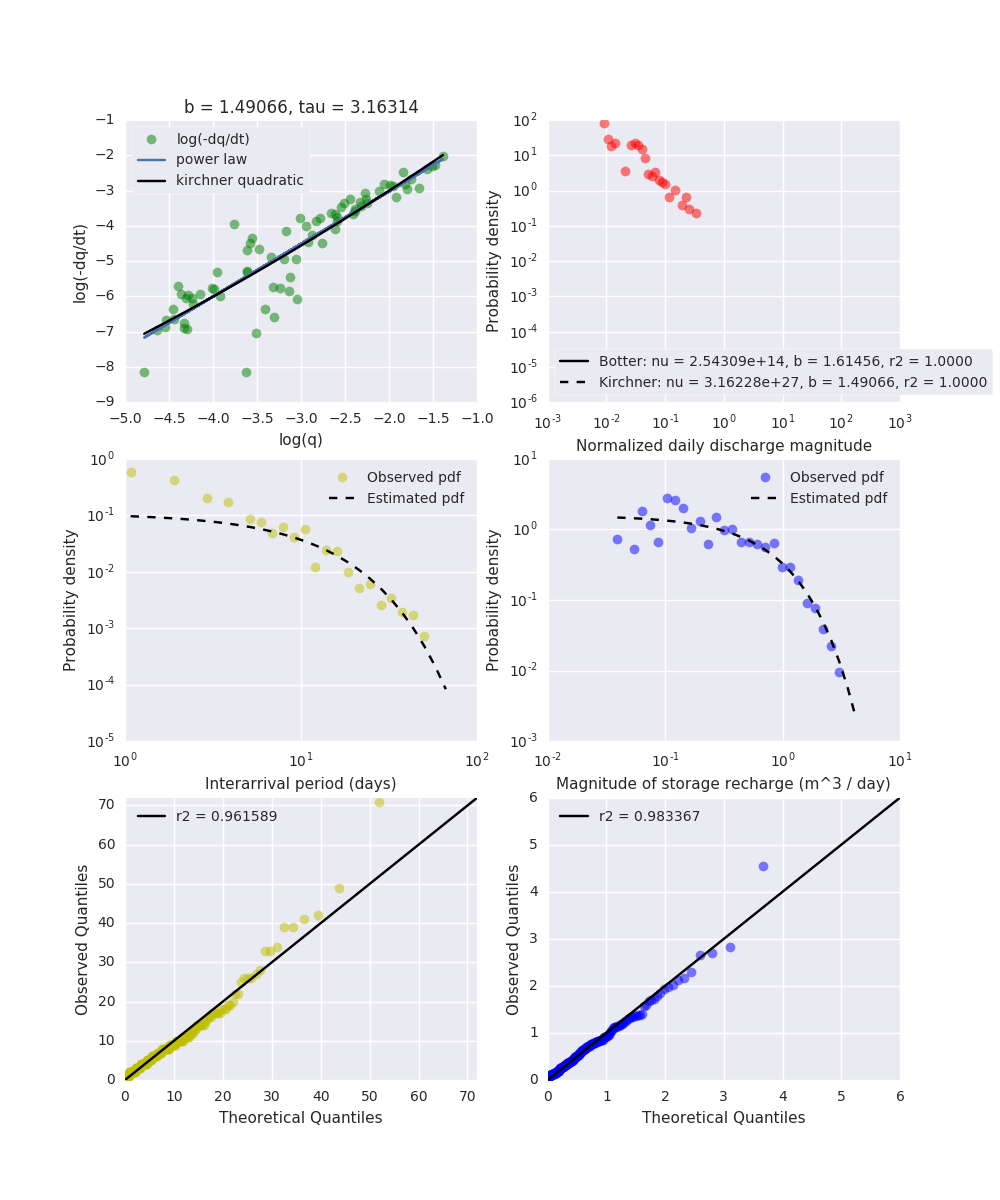 b = 1.49066, tau = 3.16314
log(-dq/dt)
power law
kirchner quadratic
log(-dq/dt)
−1
−2
−3
−4
−5
−6
−7
−8
−9
−5.0 −4.5 −4.0 −3.5 −3.0 −2.5 −2.0 −1.5 −1.0
log(q)
Probability density
10^2
10^1
10^0
10^-1
10^-2
10^-3
10^-4
10^-5
10^-6
Botter: nu = 2.54309e+14, b = 1.61456, r2 = 1.0000
Kirchner: nu = 3.16228e+27, b = 1.49066, r2 = 1.0000
10^-3 10^-2 10^-1 10^0 10^1 10^2 10^3
Normalized daily discharge magnitude
Probability density
10^0
10^-1
10^-2
10^-3
10^-4
10^-5
Observed pdf
Estimated pdf
10^0 10^1 10^2
Interarrival period (days)
Probability density
10^1
10^0
10^-1
10^-2
10^-3
Observed pdf
Estimated pdf
10^-2 10^-1 10^0 10^1
Magnitude of storage recharge (m^3 / day)
Observed Quantiles
70
60
50
40
30
20
10
0
r2 = 0.961589
0 10 20 30 40 50 60 70
Theoretical Quantiles
Observed Quantiles
6
5
4
3
2
1
0
r2 = 0.983367
0 1 2 3 4 5 6
Theoretical Quantiles